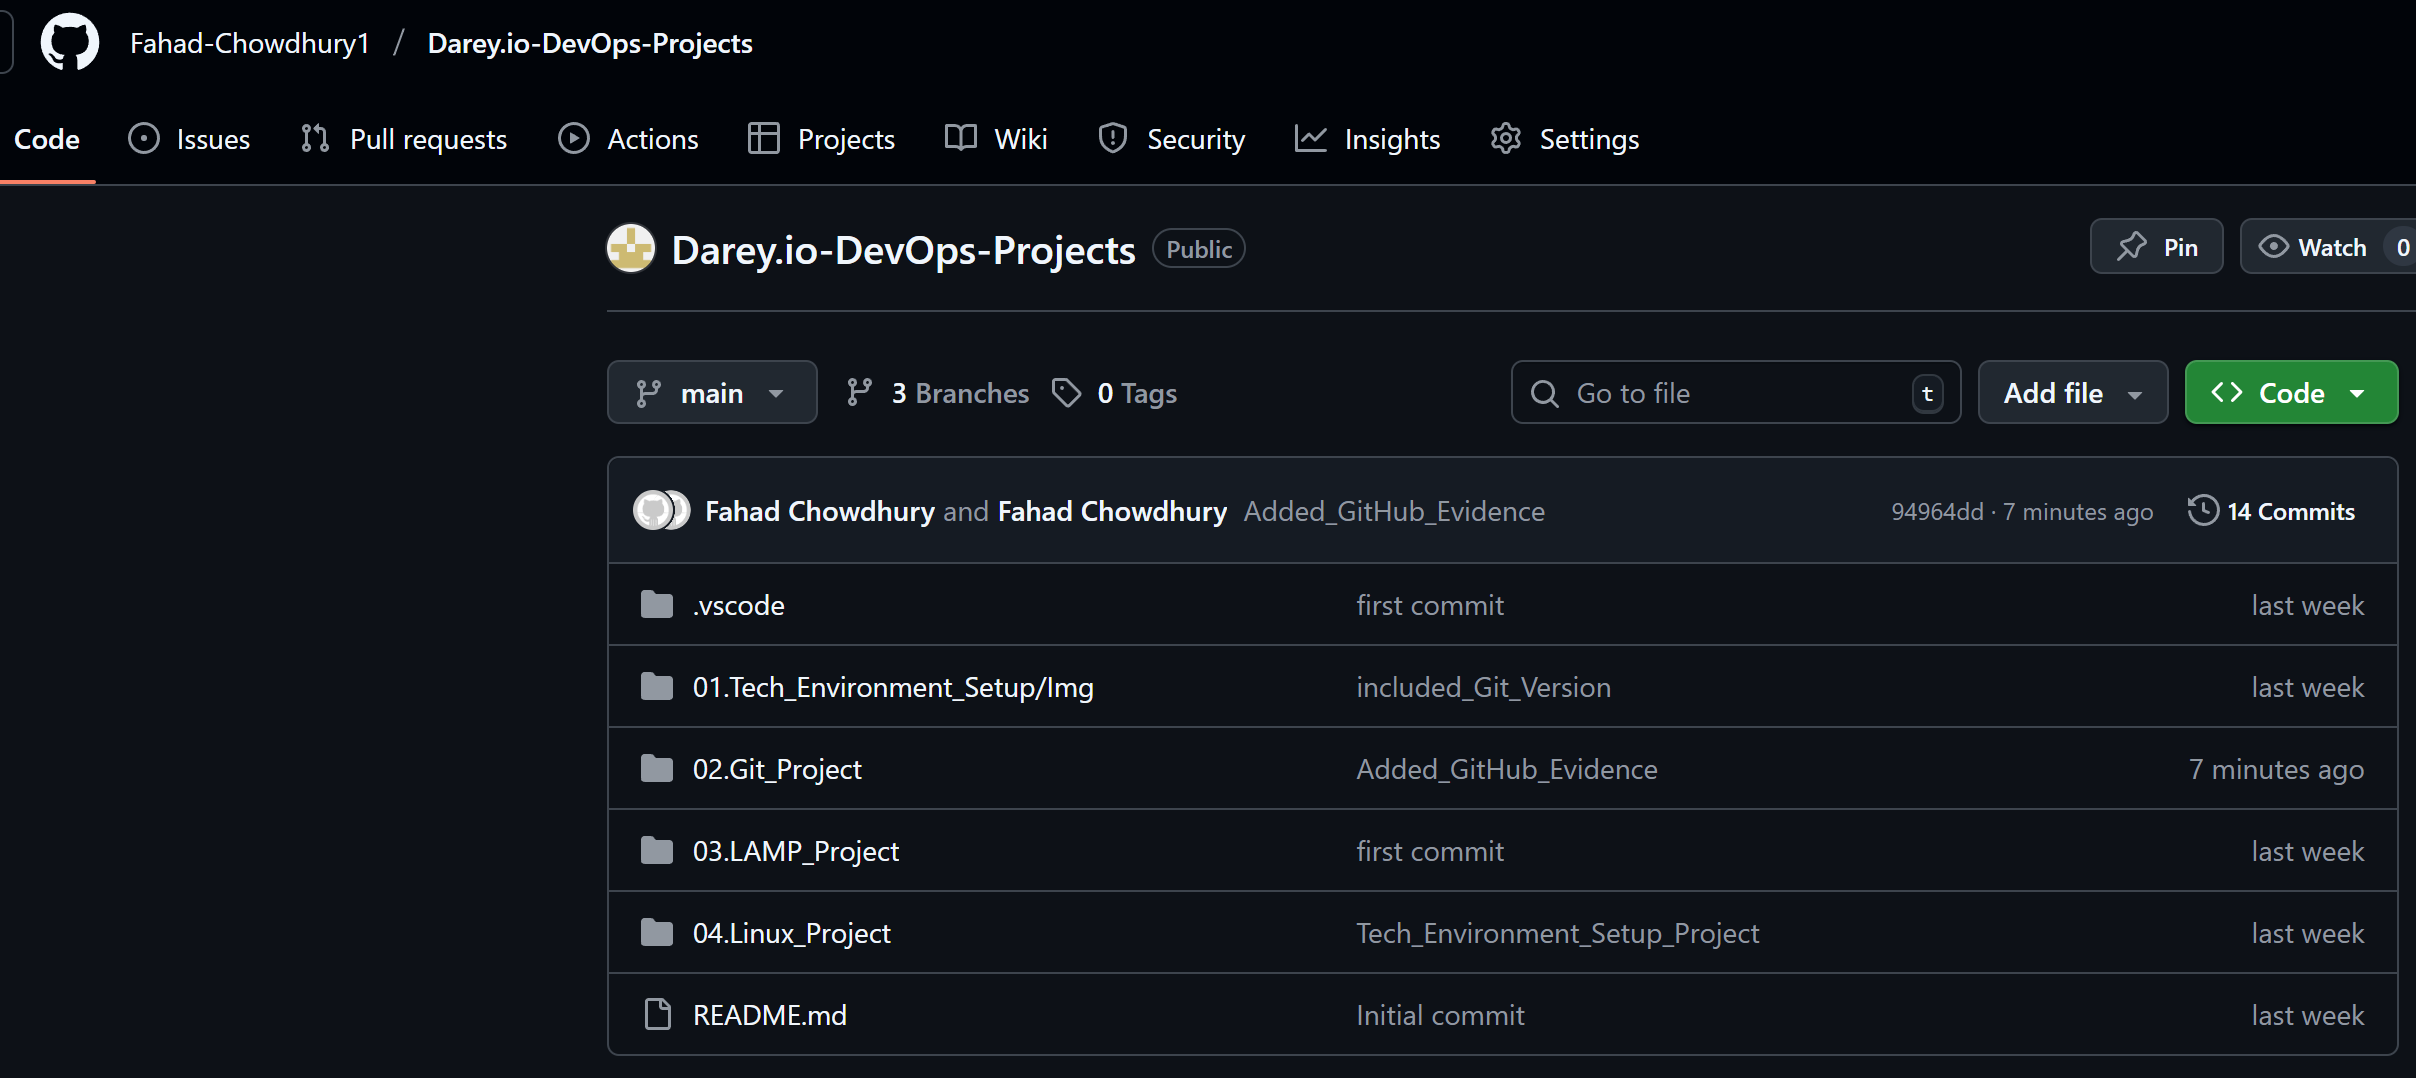 Fahad-Chowdhury1 / Darey.io-DevOps-Projects
Code Issues Pull requests Actions Projects Wiki Security Insights Settings
Darey.io-DevOps-Projects Public Pin Watch 0
main 3 Branches 0 Tags Go to file t Add file Code
Fahad Chowdhury and Fahad Chowdhury Added_GitHub_Evidence 94964dd · 7 minutes ago 14 Commits
.vscode first commit last week
01.Tech_Environment_Setup/Img included_Git_Version last week
02.Git_Project Added_GitHub_Evidence 7 minutes ago
03.LAMP_Project first commit last week
04.Linux_Project Tech_Environment_Setup_Project last week
README.md Initial commit last week